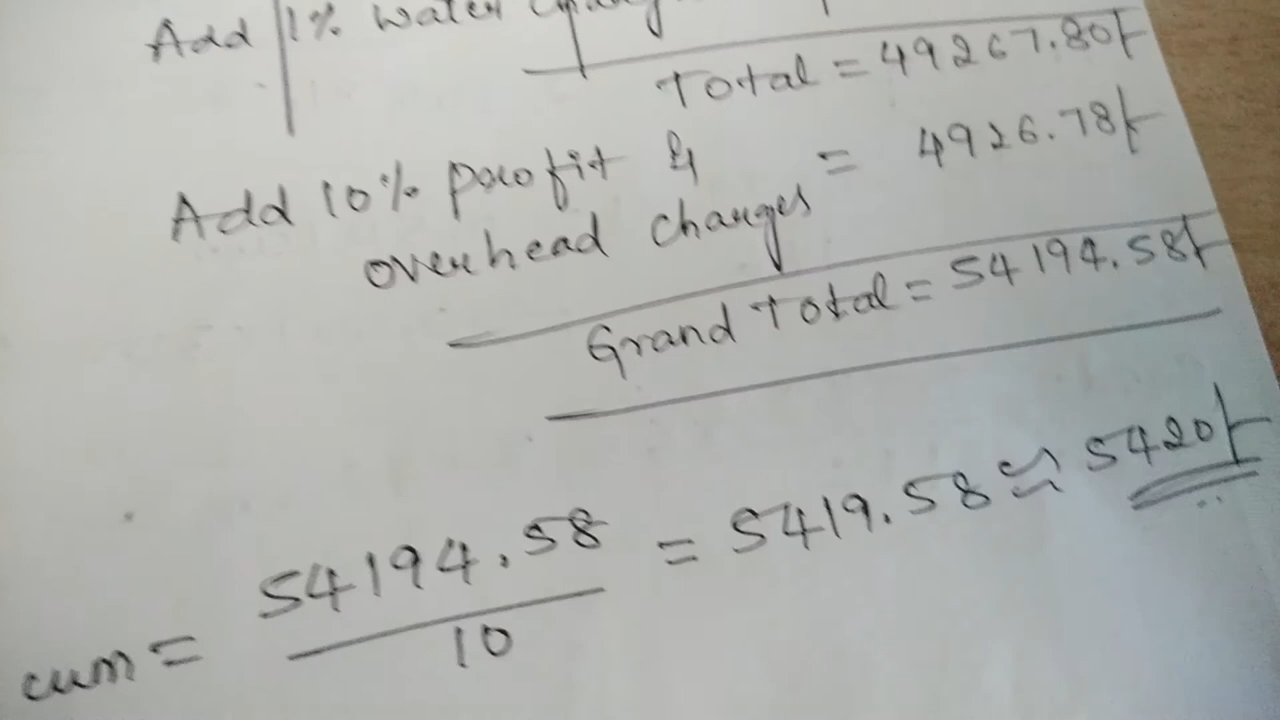 Add 1% water
Total = 49267.80/-
Add 10% profit & = 4926.78/-
overhead charges
Grand Total = 54194.58/-
cum = 54194.58 / 10 = 5419.58 ≈ 5420/-